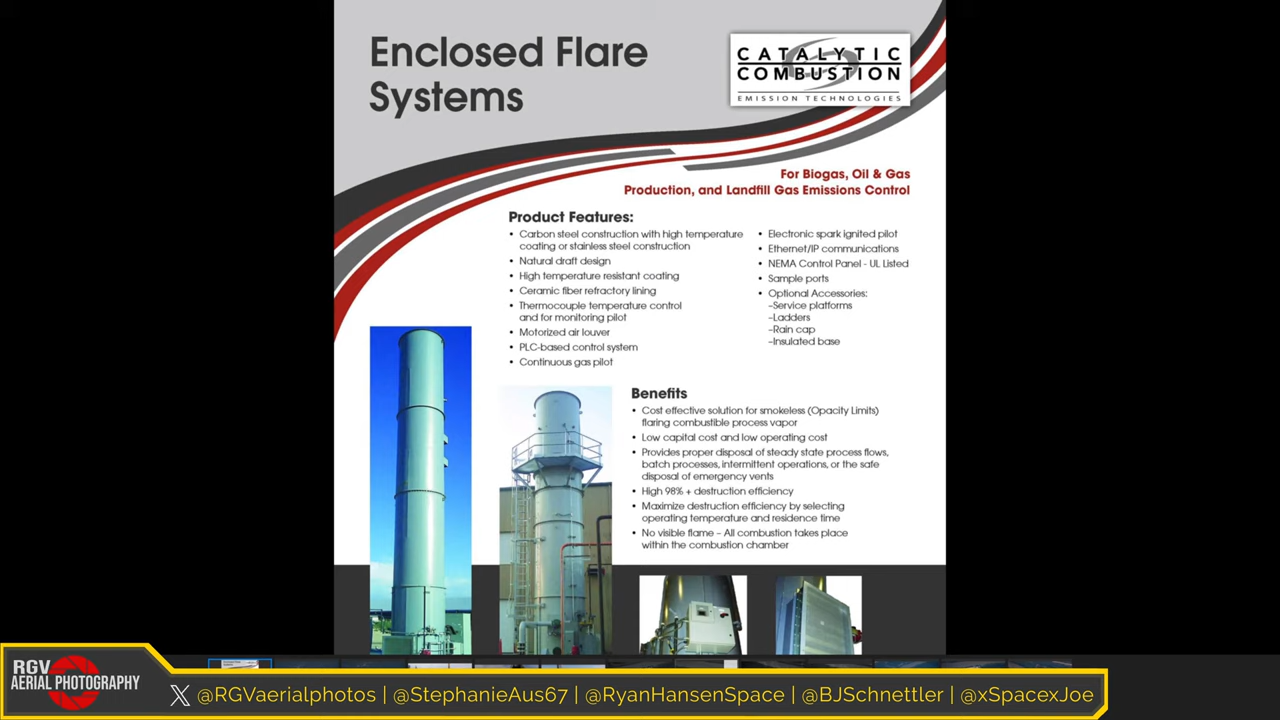 Enclosed Flare
Systems
CATALYTIC
COMBUSTION
EMISSION TECHNOLOGIES
For Biogas, Oil & Gas
Production, and Landfill Gas Emissions Control
Product Features:
• Carbon steel construction with high temperature
coating or stainless steel construction
• Natural draft design
• High temperature resistant coating
• Ceramic fiber refractory lining
• Thermocouple temperature control
and for monitoring pilot
• Motorized air louver
• PLC-based control system
• Continuous gas pilot
• Electronic spark ignited pilot
• Ethernet/IP communications
• NEMA Control Panel - UL Listed
• Sample ports
• Optional Accessories:
–Service platforms
–Ladders
–Rain cap
–Insulated base
Benefits
• Cost effective solution for smokeless (Opacity Limits)
flaring combustible process vapor
• Low capital cost and low operating cost
• Provides proper disposal of steady state process flows,
batch processes, intermittent operations, or the safe
disposal of emergency vents
• High 98% + destruction efficiency
• Maximize destruction efficiency by selecting
operating temperature and residence time
• No visible flame – All combustion takes place
within the combustion chamber
RGV
AERIAL PHOTOGRAPHY
@RGVaerialphotos | @StephanieAus67 | @RyanHansenSpace | @BJSchnettler | @xSpacexJoe